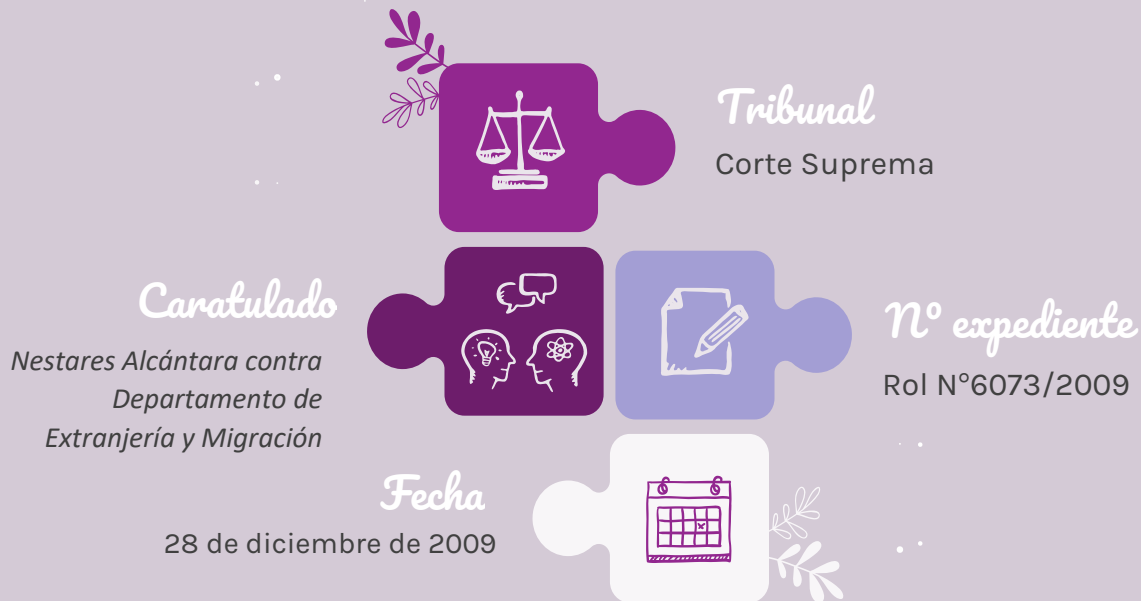 Tribunal
Corte Suprema
Caratulado
Nestares Alcántara contra
Departamento de
Extranjería y Migración
Nº expediente
Rol N°6073/2009
Fecha
28 de diciembre de 2009